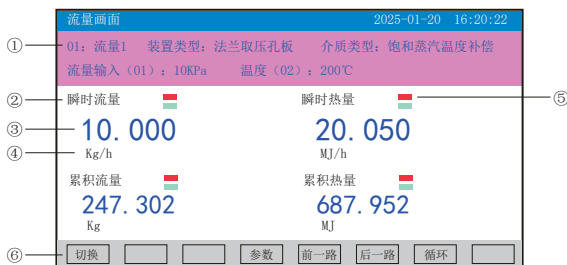 流量画面 2025-01-20 16:20:22
① 01：流量1 装置类型：法兰取压孔板 介质类型：饱和蒸汽温度补偿
流量输入（01）：10KPa 温度（02）：200℃
② 瞬时流量 瞬时热量 ⑤
③ 10.000 20.050
④ Kg/h MJ/h
累积流量 累积热量
247.302 687.952
Kg MJ
⑥ 切换 参数 前一路 后一路 循环